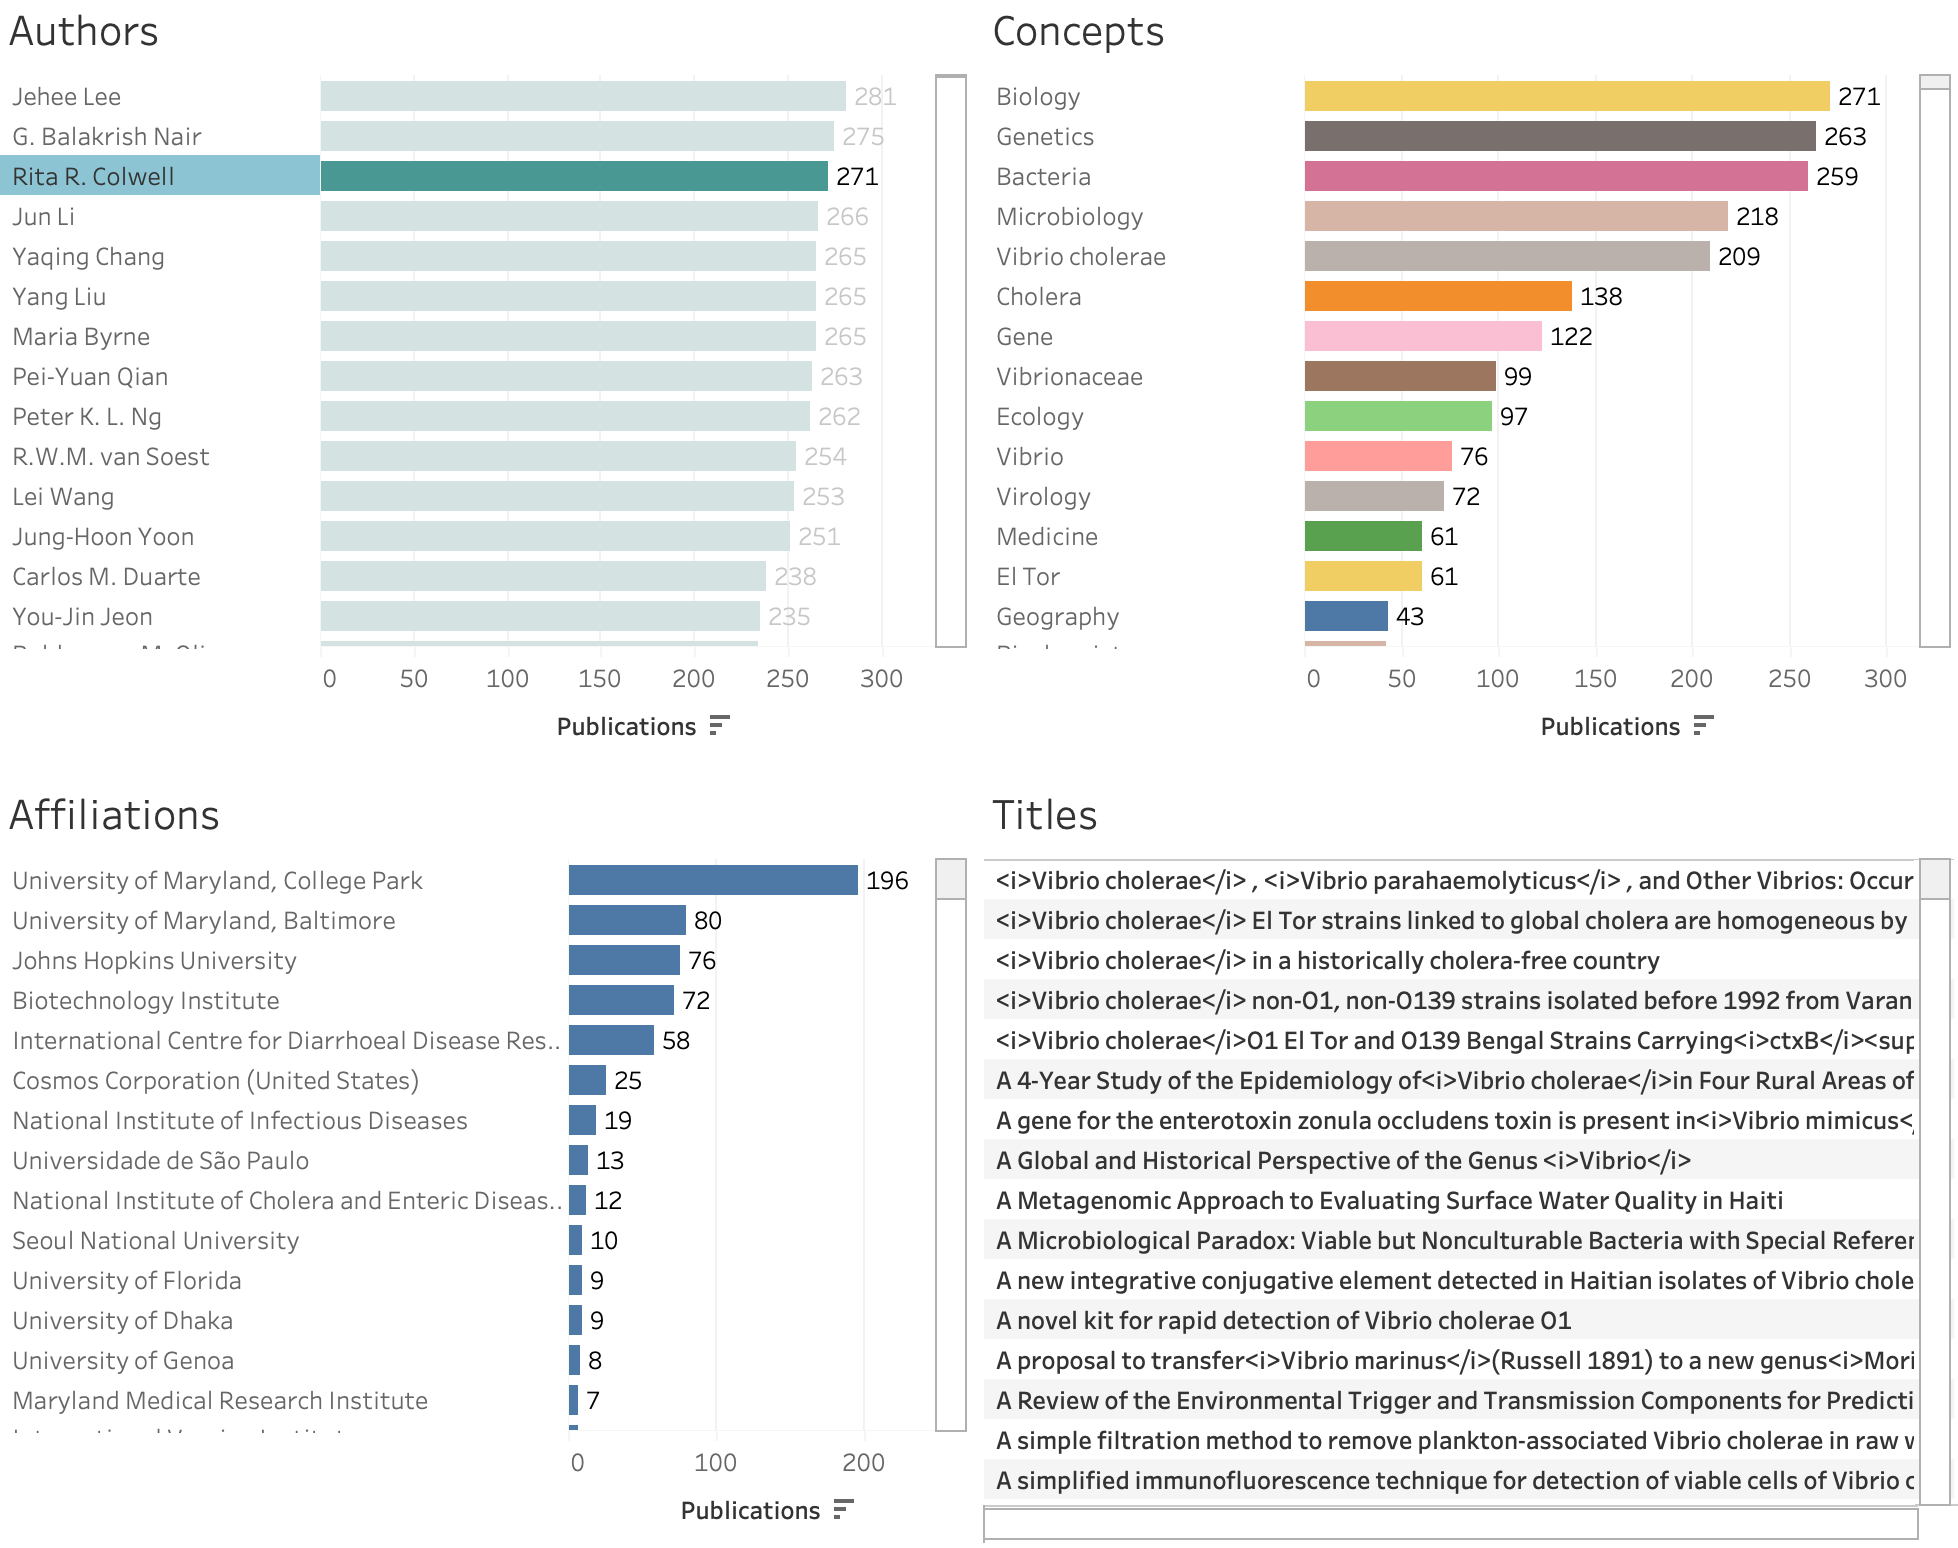 Authors
Jehee Lee 281
G. Balakrish Nair 275
Rita R. Colwell 271
Jun Li 266
Yaqing Chang 265
Yang Liu 265
Maria Byrne 265
Pei-Yuan Qian 263
Peter K. L. Ng 262
R.W.M. van Soest 254
Lei Wang 253
Jung-Hoon Yoon 251
Carlos M. Duarte 238
You-Jin Jeon 235
0 50 100 150 200 250 300
Publications
Concepts
Biology 271
Genetics 263
Bacteria 259
Microbiology 218
Vibrio cholerae 209
Cholera 138
Gene 122
Vibrionaceae 99
Ecology 97
Vibrio 76
Virology 72
Medicine 61
El Tor 61
Geography 43
0 50 100 150 200 250 300
Publications
Affiliations
University of Maryland, College Park 196
University of Maryland, Baltimore 80
Johns Hopkins University 76
Biotechnology Institute 72
International Centre for Diarrhoeal Disease Res.. 58
Cosmos Corporation (United States) 25
National Institute of Infectious Diseases 19
Universidade de São Paulo 13
National Institute of Cholera and Enteric Diseas.. 12
Seoul National University 10
University of Florida 9
University of Dhaka 9
University of Genoa 8
Maryland Medical Research Institute 7
0 100 200
Publications
Titles
<i>Vibrio cholerae</i> , <i>Vibrio parahaemolyticus</i> , and Other Vibrios: Occur
<i>Vibrio cholerae</i> El Tor strains linked to global cholera are homogeneous by
<i>Vibrio cholerae</i> in a historically cholera-free country
<i>Vibrio cholerae</i> non-O1, non-O139 strains isolated before 1992 from Varan
<i>Vibrio cholerae</i>O1 El Tor and O139 Bengal Strains Carrying<i>ctxB</i><sup
A 4-Year Study of the Epidemiology of<i>Vibrio cholerae</i>in Four Rural Areas of
A gene for the enterotoxin zonula occludens toxin is present in<i>Vibrio mimicus</
A Global and Historical Perspective of the Genus <i>Vibrio</i>
A Metagenomic Approach to Evaluating Surface Water Quality in Haiti
A Microbiological Paradox: Viable but Nonculturable Bacteria with Special Referer
A new integrative conjugative element detected in Haitian isolates of Vibrio chole
A novel kit for rapid detection of Vibrio cholerae O1
A proposal to transfer<i>Vibrio marinus</i>(Russell 1891) to a new genus<i>Mori
A Review of the Environmental Trigger and Transmission Components for Predicti
A simple filtration method to remove plankton-associated Vibrio cholerae in raw
A simplified immunofluorescence technique for detection of viable cells of Vibrio